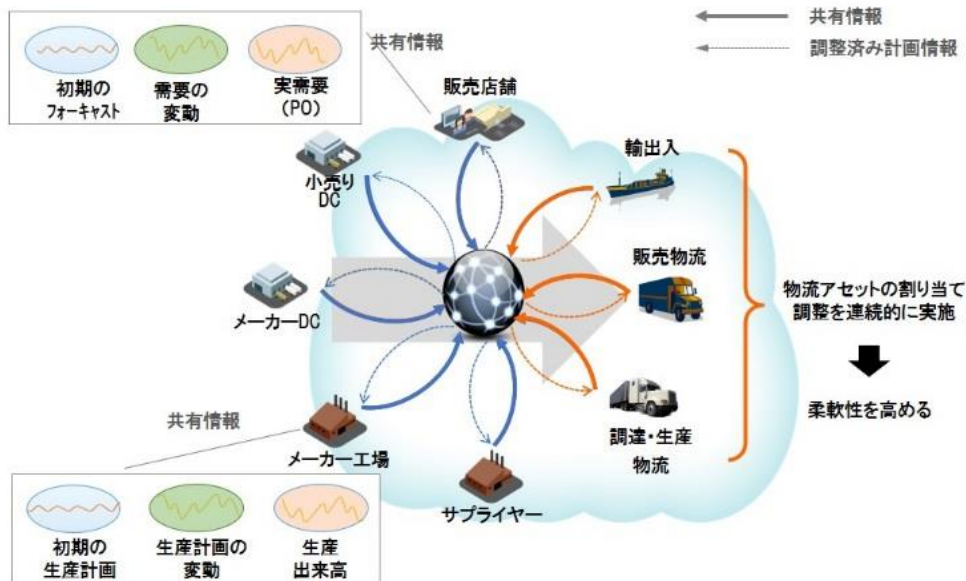 共有情報
調整済み計画情報
共有情報
初期の
フォーキャスト
需要の
変動
実需要
(PO)
販売店舗
小売り
DC
輸出入
販売物流
メーカーDC
物流アセットの割り当て
調整を連続的に実施
柔軟性を高める
共有情報
メーカー工場
調達・生産
物流
サプライヤー
初期の
生産計画
生産計画の
変動
生産
出来高